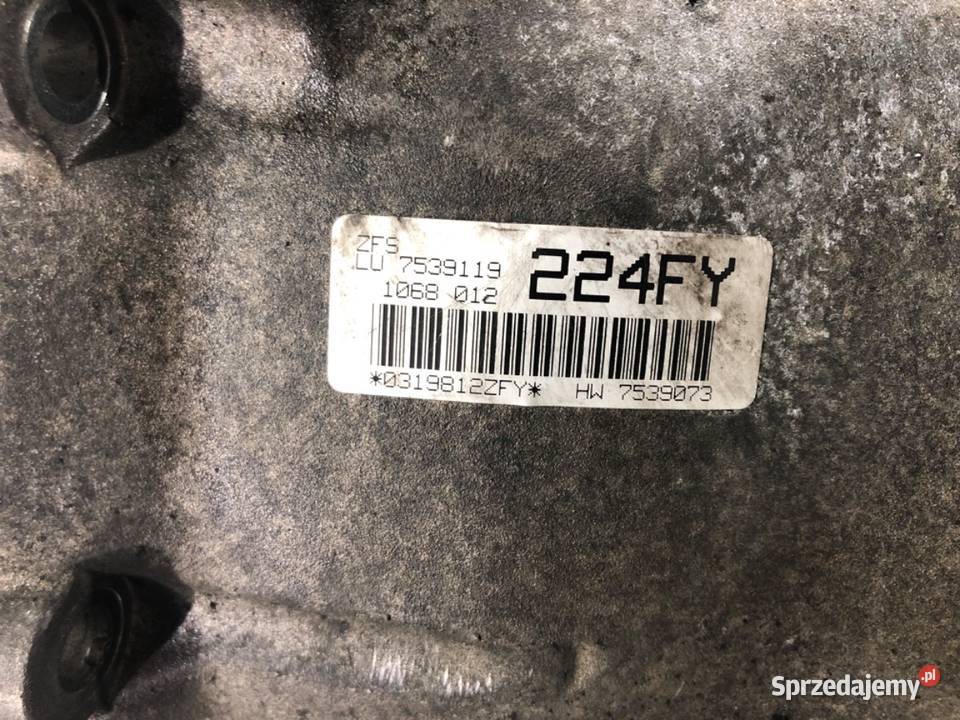 ZFS
LU 7539119
1068 012
224FY
*0319812ZFY* HW 7539073
Sprzedajemy.pl